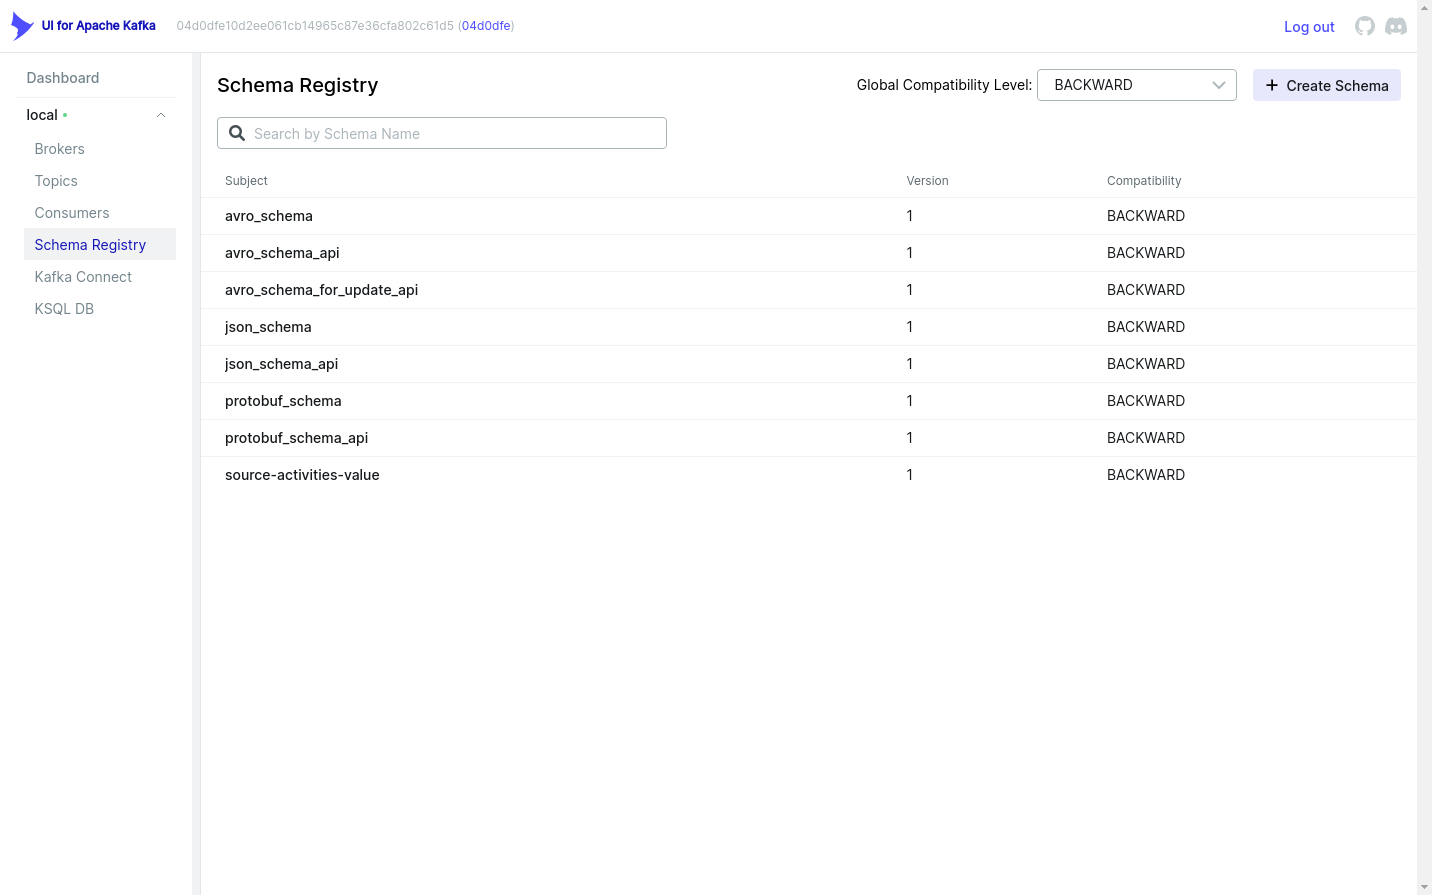 UI for Apache Kafka 04d0dfe10d2ee061cb14965c87e36cfa802c61d5 (04d0dfe) Log out
Dashboard
local
Brokers
Topics
Consumers
Schema Registry
Kafka Connect
KSQL DB
Schema Registry Global Compatibility Level: BACKWARD + Create Schema
Search by Schema Name
Subject Version Compatibility
avro_schema 1 BACKWARD
avro_schema_api 1 BACKWARD
avro_schema_for_update_api 1 BACKWARD
json_schema 1 BACKWARD
json_schema_api 1 BACKWARD
protobuf_schema 1 BACKWARD
protobuf_schema_api 1 BACKWARD
source-activities-value 1 BACKWARD